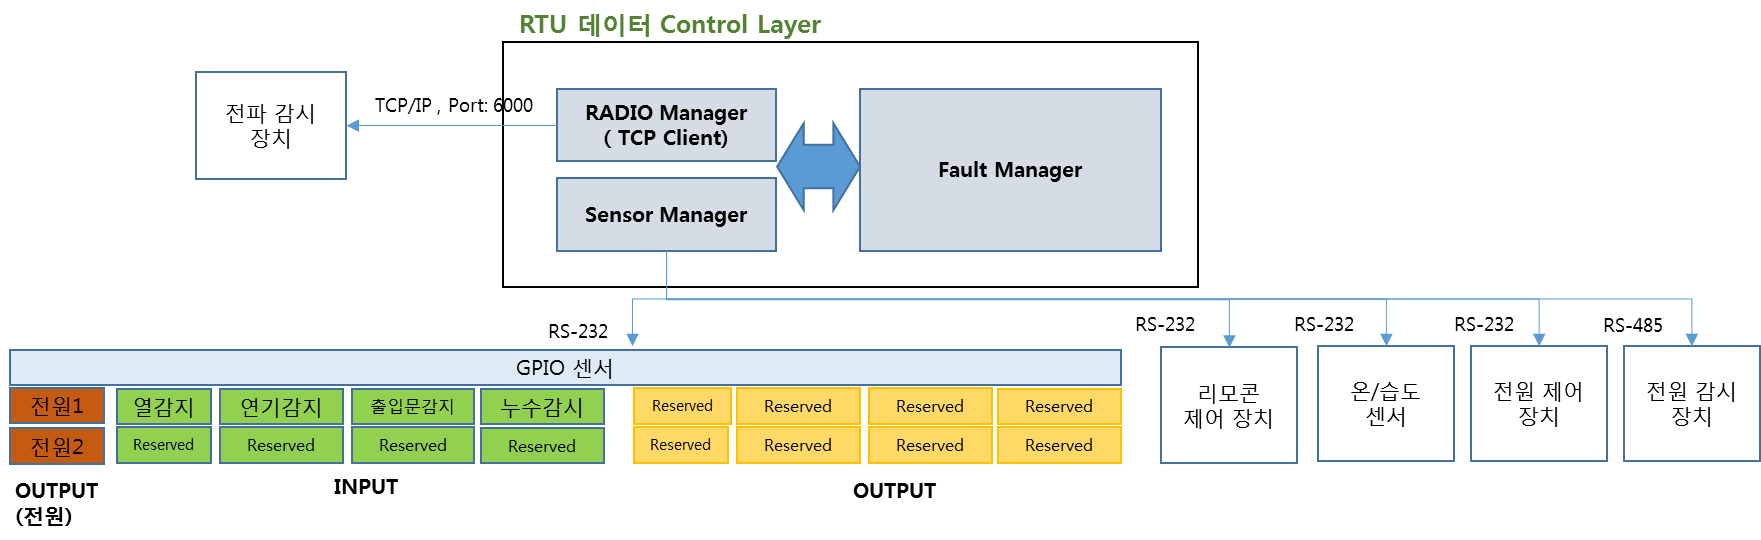 RTU 데이터 Control Layer
전파 감시
장치
TCP/IP , Port: 6000
RADIO Manager
( TCP Client)
Sensor Manager
Fault Manager
RS-232
RS-232
RS-232
RS-232
RS-485
GPIO 센서
전원1
열감지
연기감지
출입문감지
누수감시
Reserved
Reserved
Reserved
Reserved
전원2
Reserved
Reserved
Reserved
Reserved
Reserved
Reserved
Reserved
Reserved
리모콘
제어 장치
온/습도
센서
전원 제어
장치
전원 감시
장치
OUTPUT
(전원)
INPUT
OUTPUT